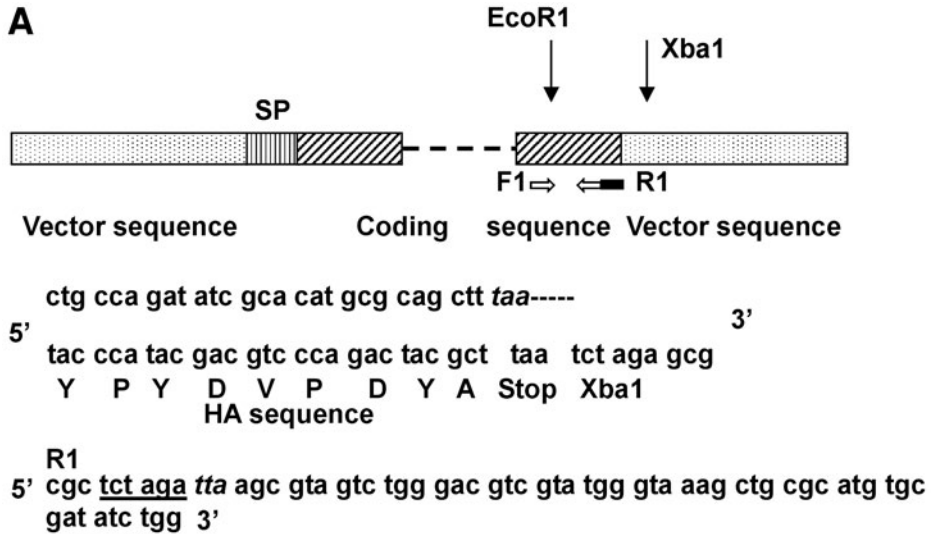 A
EcoR1
Xba1
SP
F1 R1
Vector sequence Coding sequence Vector sequence
ctg cca gat atc gca cat gcg cag ctt taa-----
5’ 3’
tac cca tac gac gtc cca gac tac gct taa tct aga gcg
Y P Y D V P D Y A Stop Xba1
HA sequence
R1
5’ cgc tct aga tta agc gta gtc tgg gac gtc gta tgg gta aag ctg cgc atg tgc
gat atc tgg 3’